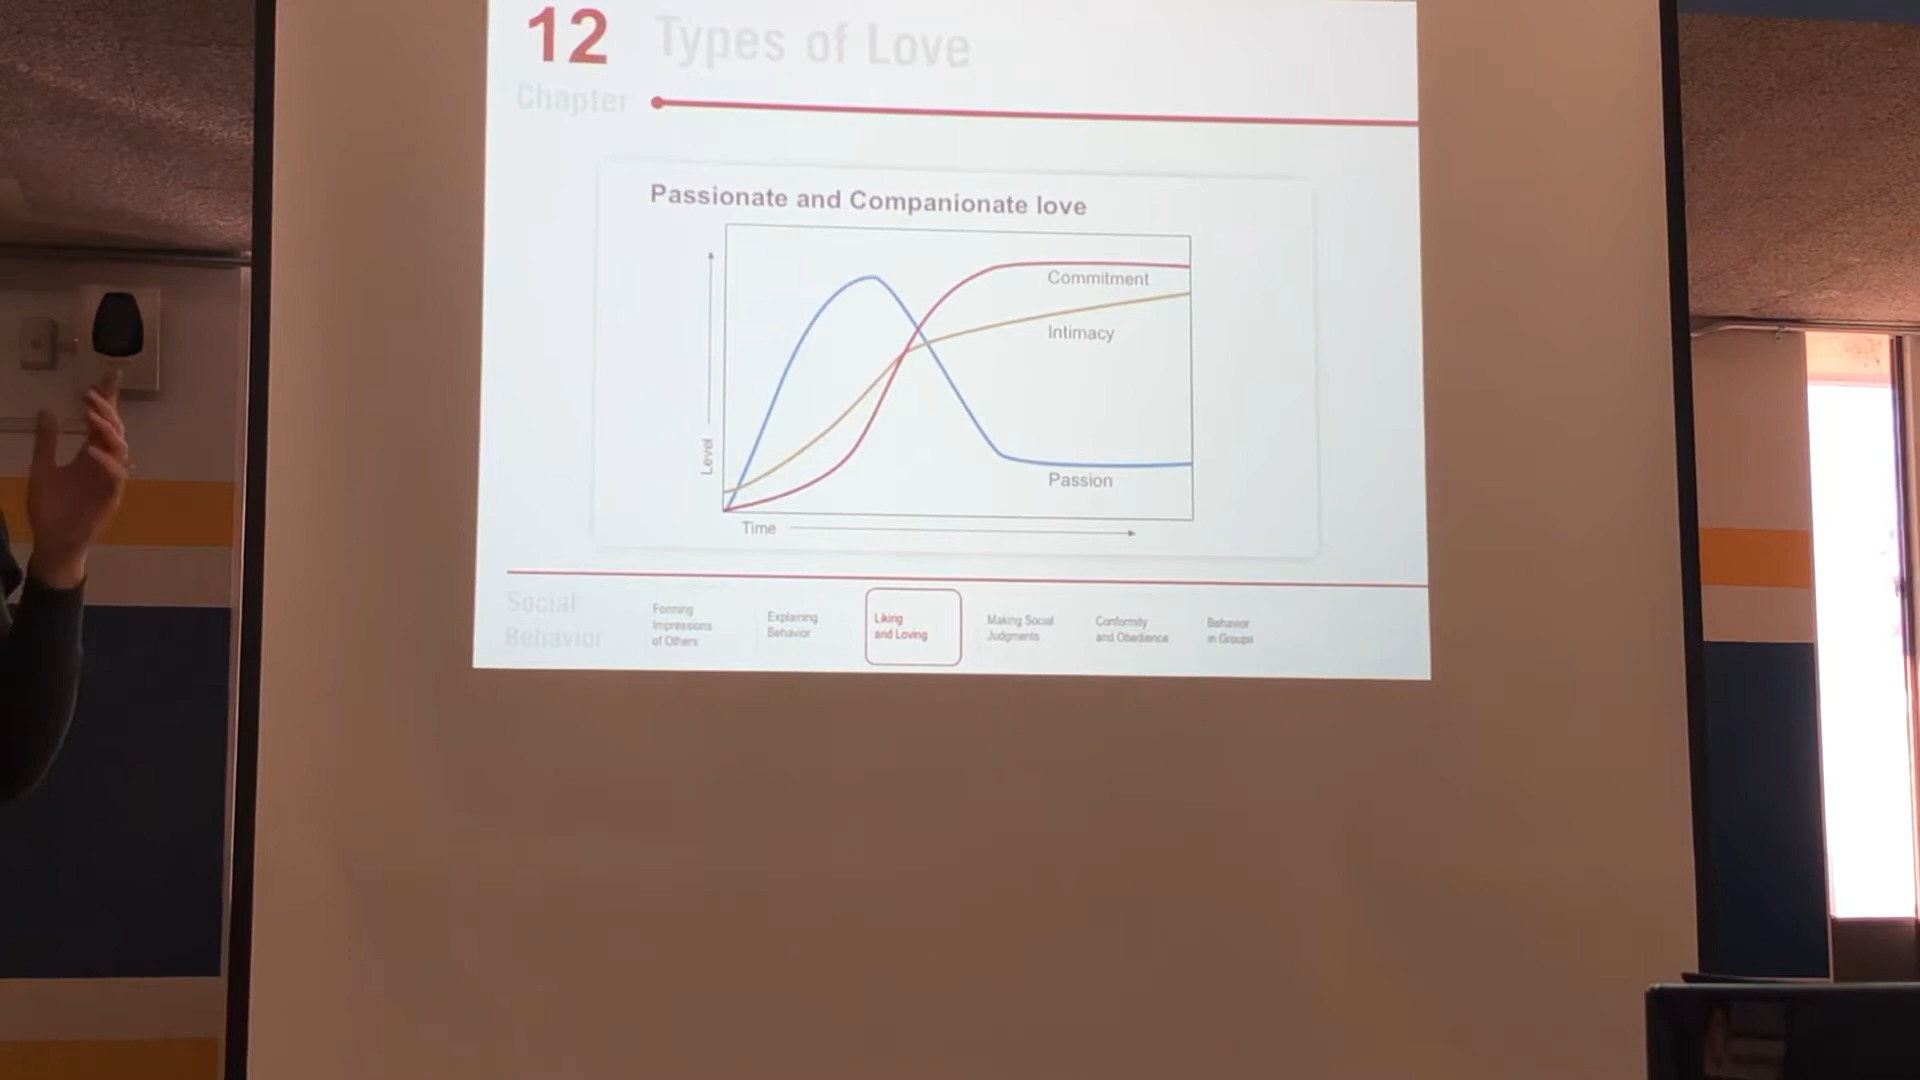 12 Types of Love
Chapter
Passionate and Companionate love
Commitment
Intimacy
Passion
Level
Time
Social
Behavior
Forming
Impressions
of Others
Explaining
Behavior
Liking
and Loving
Making Social
Judgments
Conformity
and Obedience
Behavior
in Groups